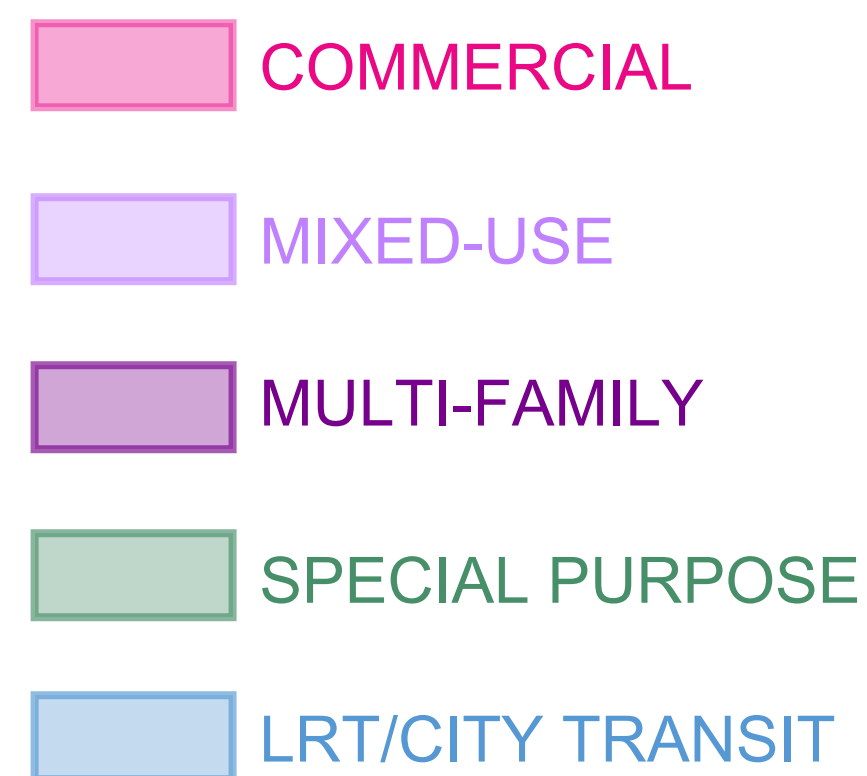 COMMERCIAL
MIXED-USE
MULTI-FAMILY
SPECIAL PURPOSE
LRT/CITY TRANSIT